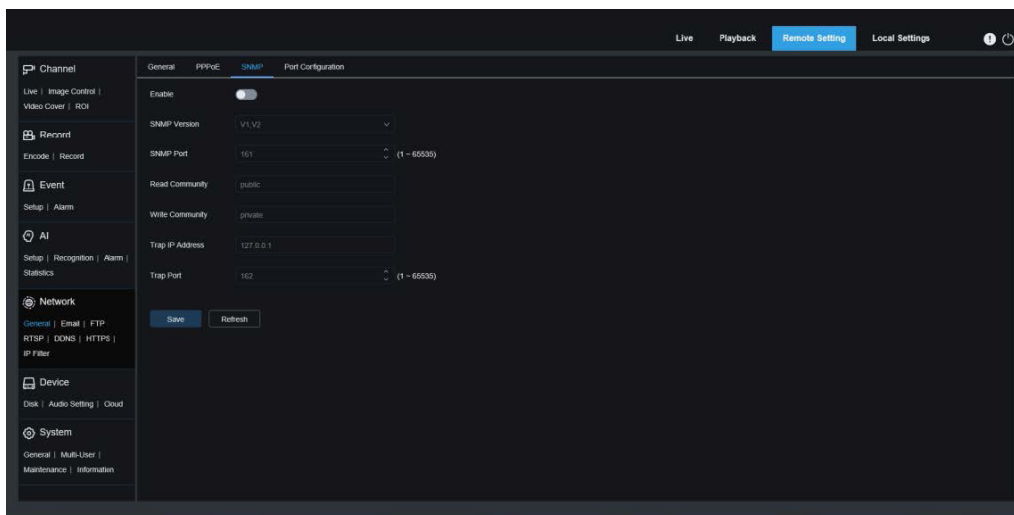 Live Playback Remote Setting Local Settings
Channel
Live | Image Control |
Video Cover | ROI
Record
Encode | Record
Event
Setup | Alarm
AI
Setup | Recognition | Alarm |
Statistics
Network
General | Email | FTP
RTSP | DDNS | HTTPS |
IP Filter
Device
Disk | Audio Setting | Cloud
System
General | Multi-User |
Maintenance | Information
General PPPoE SNMP Port Configuration
Enable
SNMP Version V1,V2
SNMP Port 161 (1 ~ 65535)
Read Community public
Write Community private
Trap IP Address 127.0.0.1
Trap Port 162 (1 ~ 65535)
Save Refresh